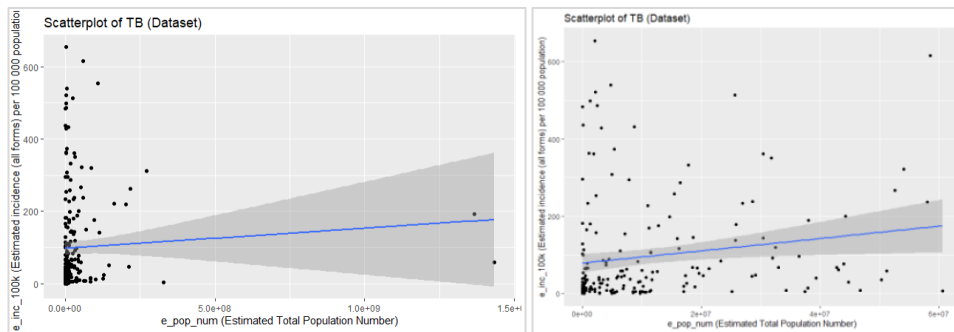 Scatterplot of TB (Dataset)
e_inc_100k (Estimated incidence (all forms) per 100 000 population)
600
400
200
0
0.0e+00 5.0e+08 1.0e+09 1.5e+
e_pop_num (Estimated Total Population Number)
Scatterplot of TB (Dataset)
e_inc_100k (Estimated incidence (all forms) per 100 000 population)
600
400
200
0
0e+00 2e+07 4e+07 6e+07
e_pop_num (Estimated Total Population Number)